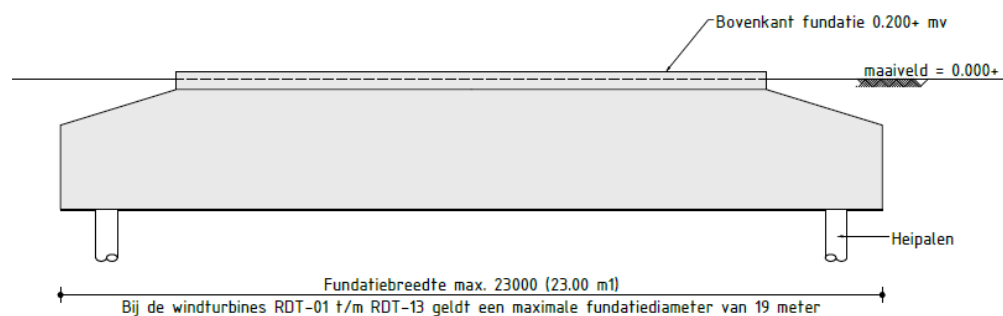 Bovenkant fundatie 0.200+ mv
maaiveld = 0.000+
Heipalen
Fundatiebreedte max. 23000 (23.00 m1)
Bij de windturbines RDT-01 t/m RDT-13 geldt een maximale fundatiediameter van 19 meter